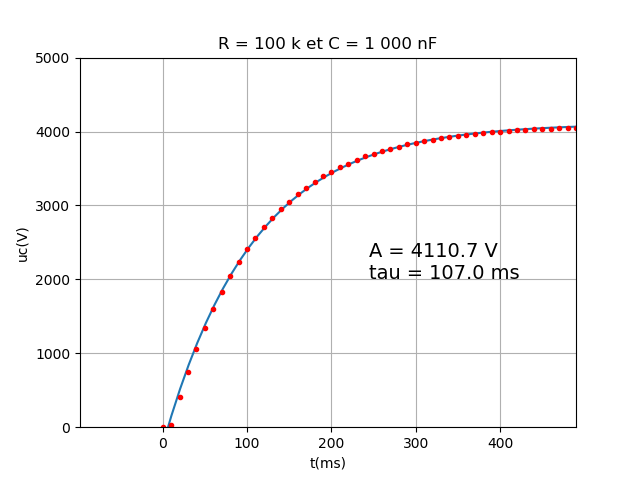 R = 100 k et C = 1 000 nF
5000
4000
3000
2000
1000
0
uc(V)
A = 4110.7 V
tau = 107.0 ms
0 100 200 300 400
t(ms)